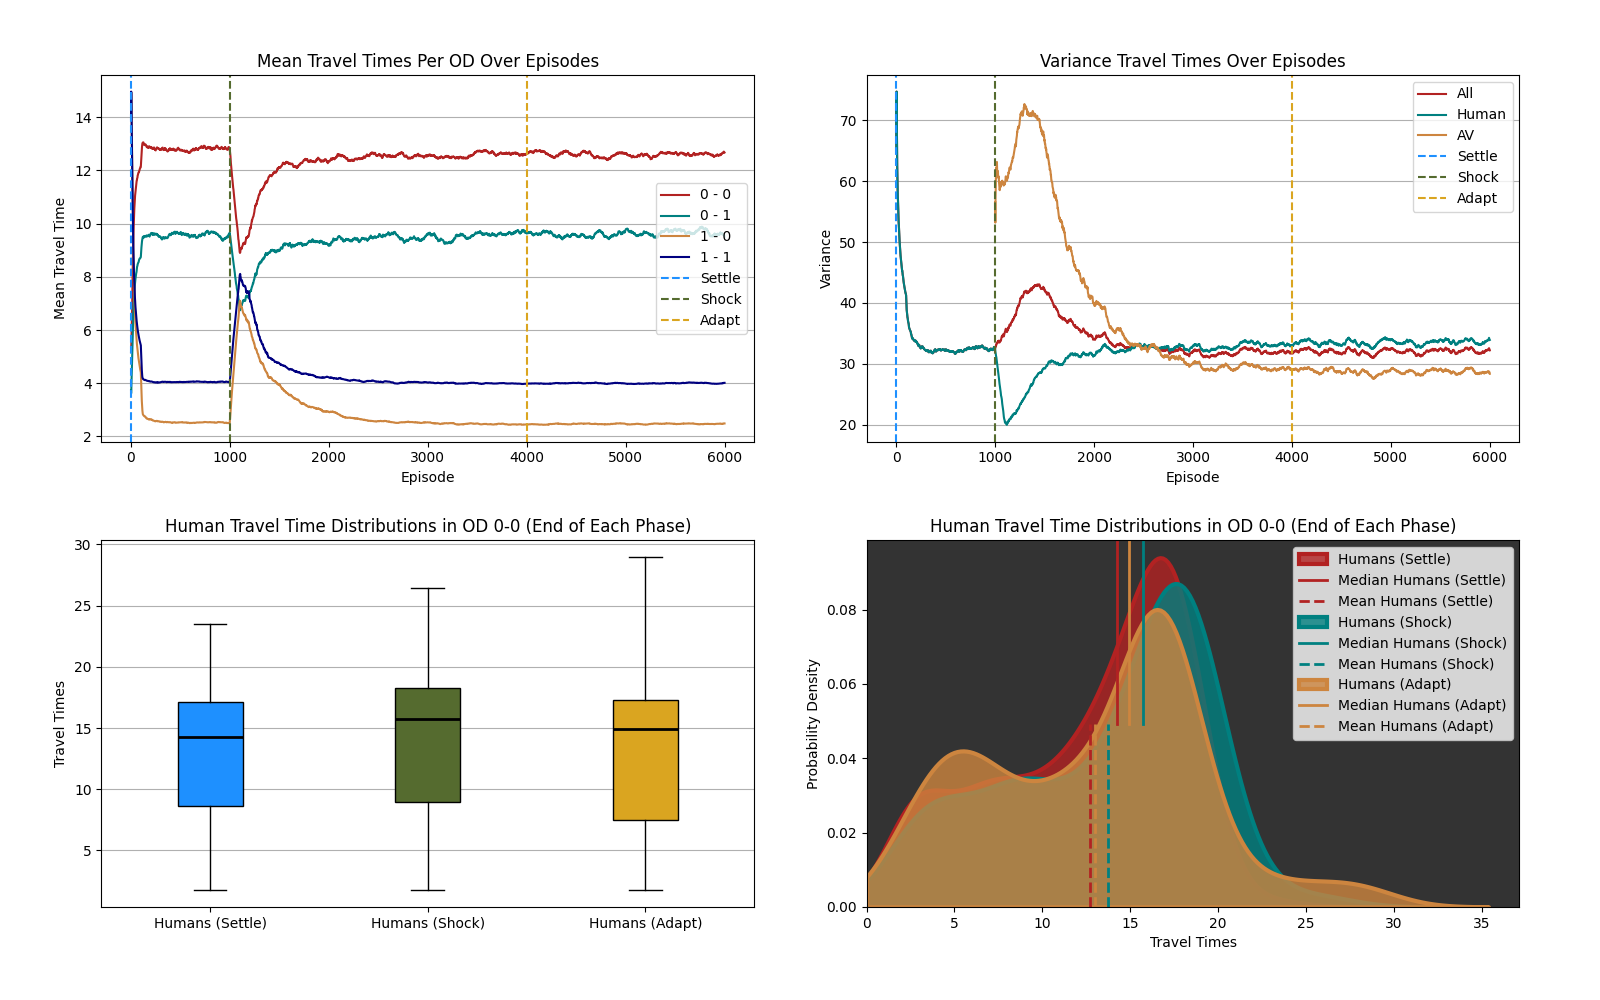 Mean Travel Times Per OD Over Episodes
Mean Travel Time
14
12
10
8
6
4
2
0 - 0
0 - 1
1 - 0
1 - 1
Settle
Shock
Adapt
0 1000 2000 3000 4000 5000 6000
Episode
Variance Travel Times Over Episodes
Variance
70
60
50
40
30
20
All
Human
AV
Settle
Shock
Adapt
0 1000 2000 3000 4000 5000 6000
Episode
Human Travel Time Distributions in OD 0-0 (End of Each Phase)
Travel Times
30
25
20
15
10
5
Humans (Settle) Humans (Shock) Humans (Adapt)
Human Travel Time Distributions in OD 0-0 (End of Each Phase)
Probability Density
0.08
0.06
0.04
0.02
0.00
Humans (Settle)
Median Humans (Settle)
Mean Humans (Settle)
Humans (Shock)
Median Humans (Shock)
Mean Humans (Shock)
Humans (Adapt)
Median Humans (Adapt)
Mean Humans (Adapt)
0 5 10 15 20 25 30 35
Travel Times